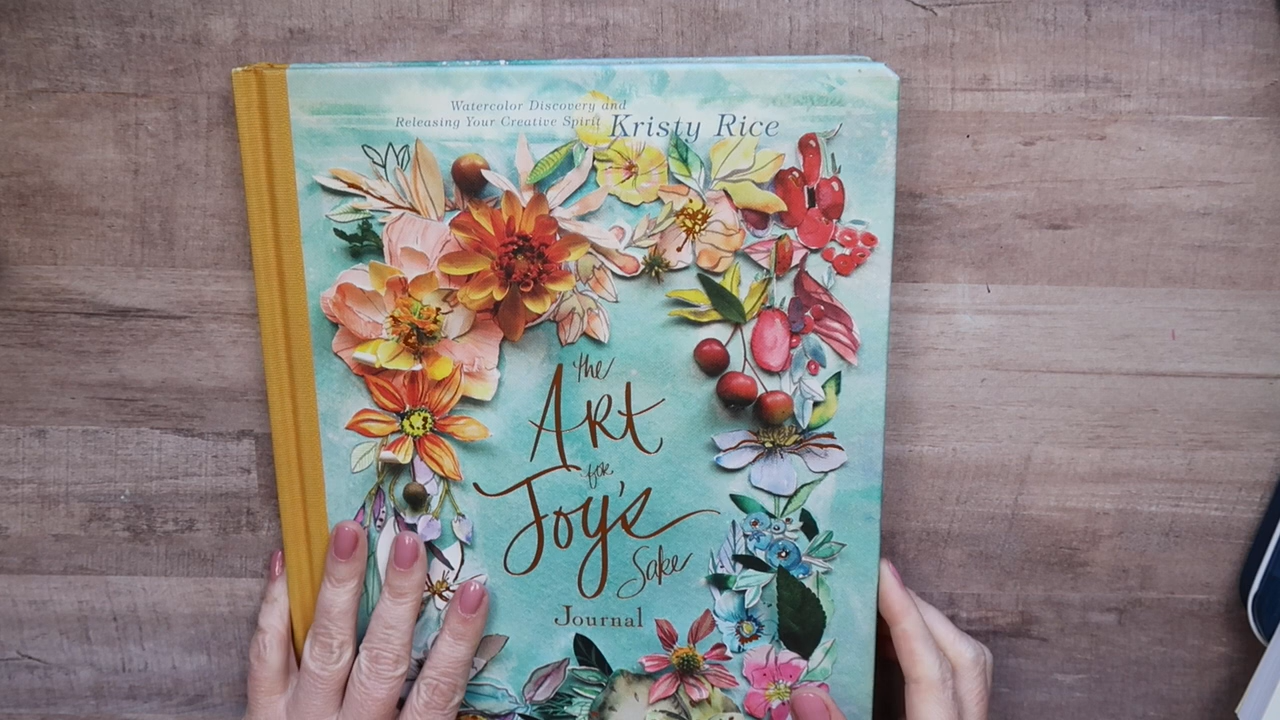 Watercolor Discovery and
Releasing Your Creative Spirit Kristy Rice
the
ART
for
Joy's
Sake
Journal